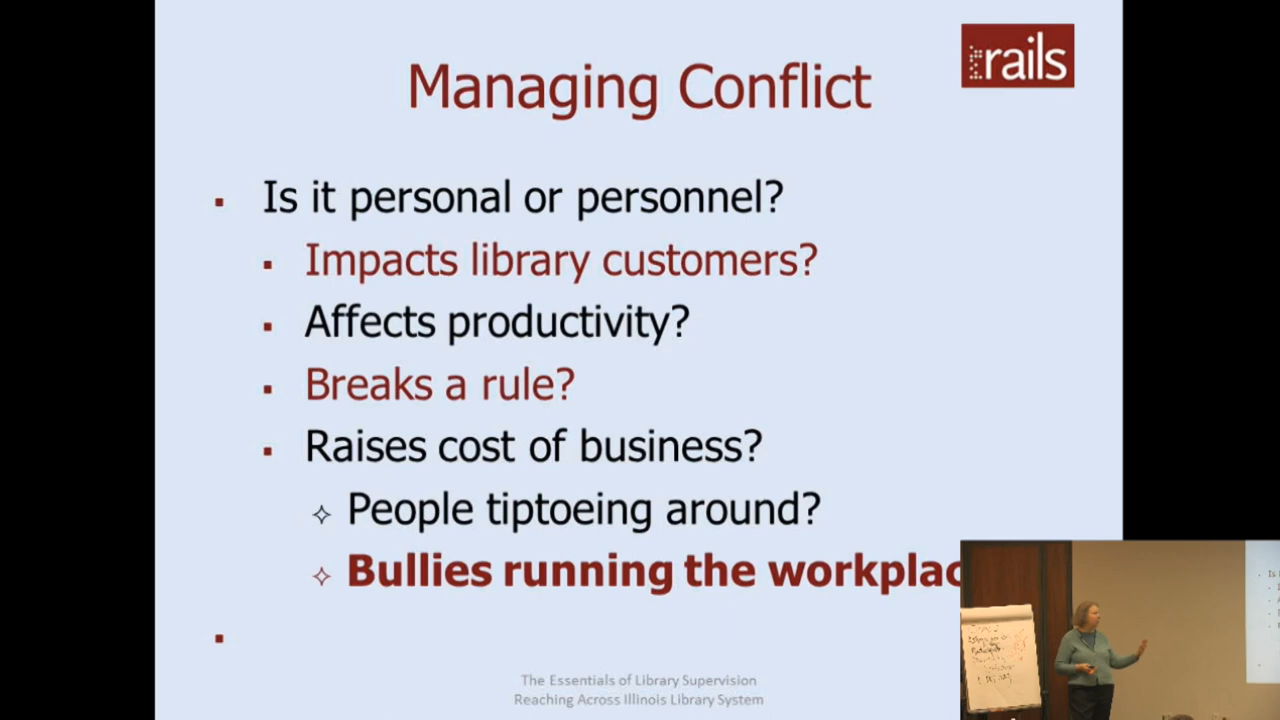 Managing Conflict
rails
Is it personal or personnel?
Impacts library customers?
Affects productivity?
Breaks a rule?
Raises cost of business?
People tiptoeing around?
Bullies running the workplac
The Essentials of Library Supervision
Reaching Across Illinois Library System